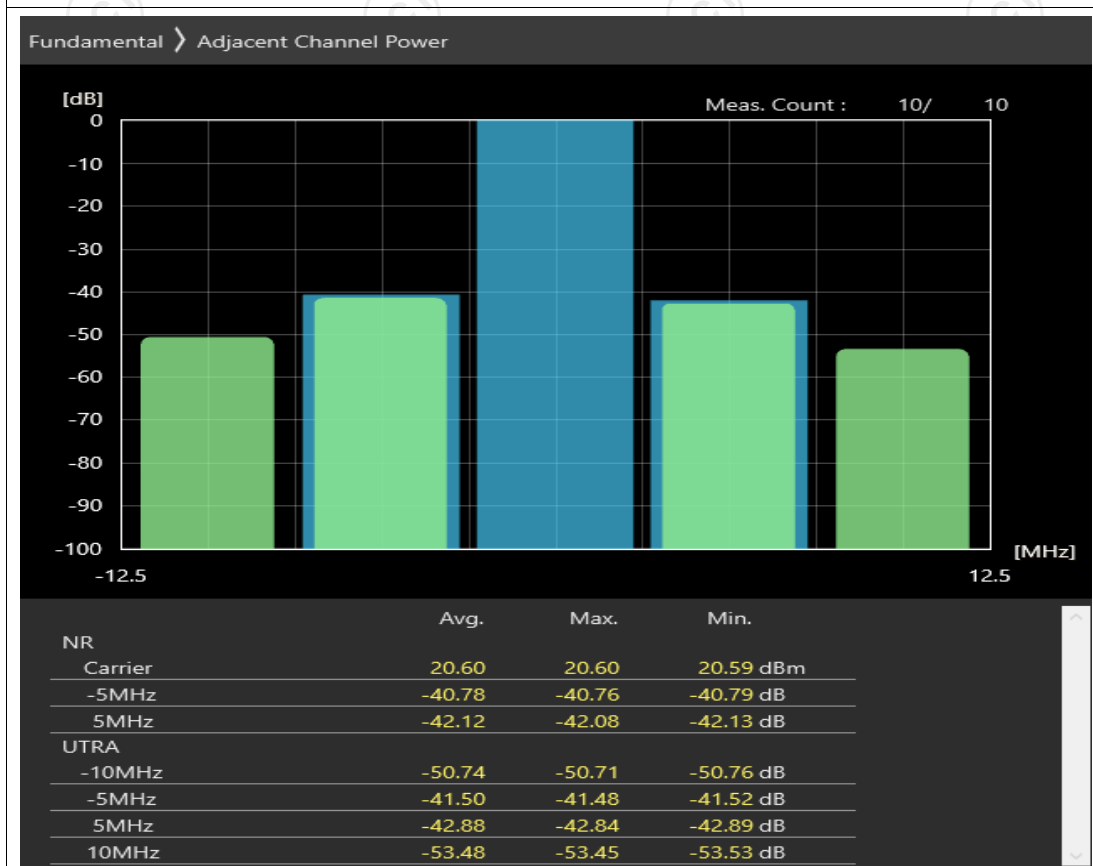 Fundamental 〉 Adjacent Channel Power
[dB]
Meas. Count : 10/ 10
0
-10
-20
-30
-40
-50
-60
-70
-80
-90
-100
[MHz]
-12.5 12.5
Avg. Max. Min.
NR
Carrier 20.60 20.60 20.59 dBm
-5MHz -40.78 -40.76 -40.79 dB
5MHz -42.12 -42.08 -42.13 dB
UTRA
-10MHz -50.74 -50.71 -50.76 dB
-5MHz -41.50 -41.48 -41.52 dB
5MHz -42.88 -42.84 -42.89 dB
10MHz -53.48 -53.45 -53.53 dB